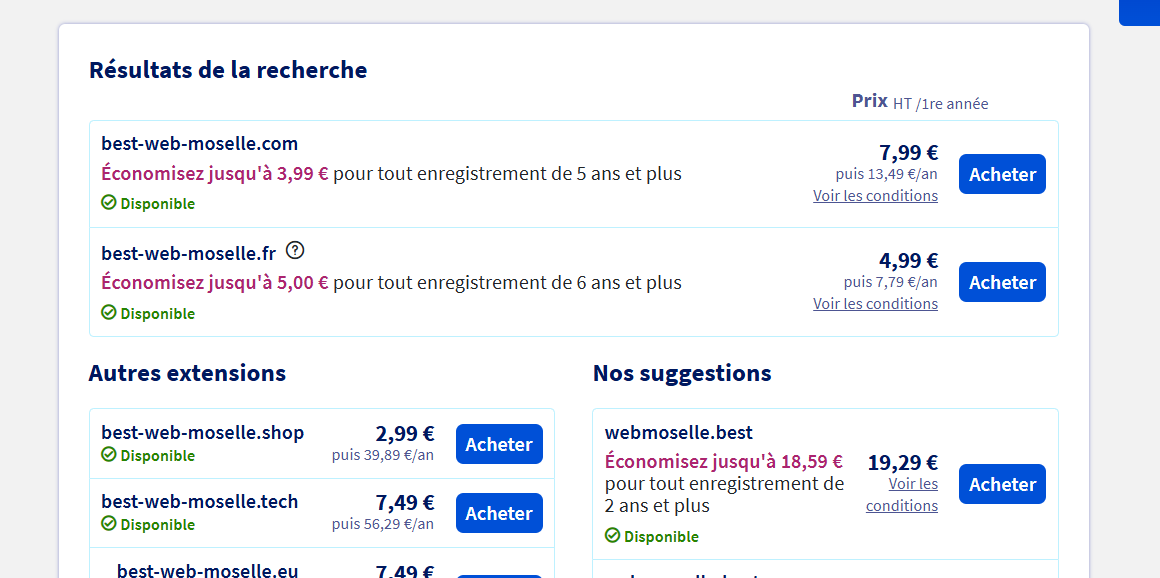 Résultats de la recherche
Prix HT /1re année
best-web-moselle.com
Économisez jusqu'à 3,99 € pour tout enregistrement de 5 ans et plus
Disponible
7,99 €
puis 13,49 €/an
Voir les conditions
Acheter
best-web-moselle.fr
Économisez jusqu'à 5,00 € pour tout enregistrement de 6 ans et plus
Disponible
4,99 €
puis 7,79 €/an
Voir les conditions
Acheter
Autres extensions
best-web-moselle.shop
Disponible
2,99 €
puis 39,89 €/an
Acheter
best-web-moselle.tech
Disponible
7,49 €
puis 56,29 €/an
Acheter
best-web-moselle.eu
7,49 €
Nos suggestions
webmoselle.best
Économisez jusqu'à 18,59 €
pour tout enregistrement de
2 ans et plus
Disponible
19,29 €
Voir les
conditions
Acheter